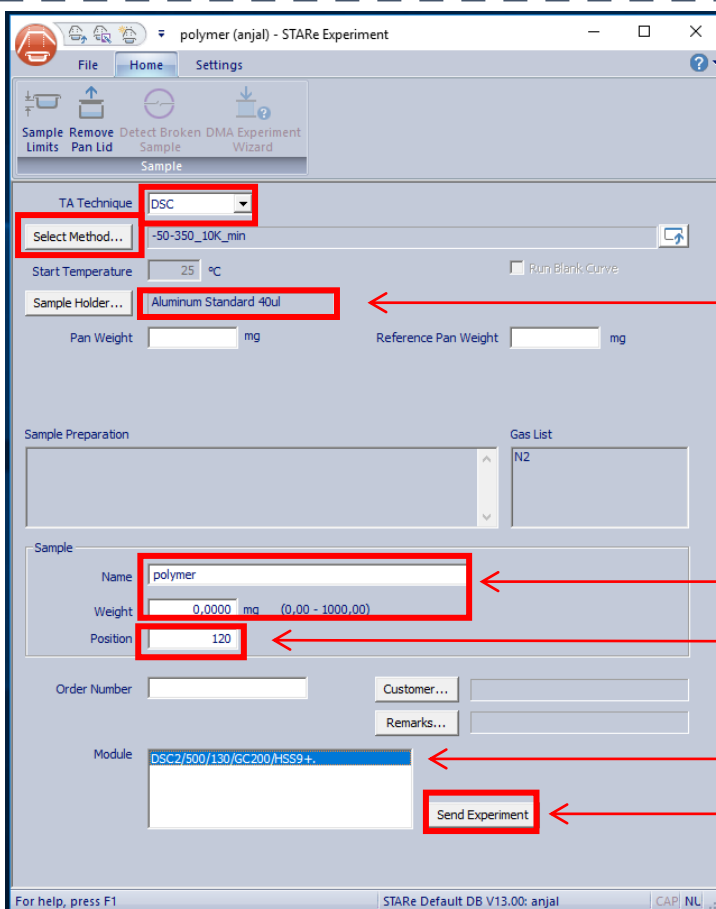 polymer (anjal) - STARe Experiment
File Home Settings
Sample Limits
Remove Pan Lid
Detect Broken Sample
DMA Experiment Wizard
Sample
TA Technique DSC
Select Method... -50-350_10K_min
Start Temperature 25 °C Run Blank Curve
Sample Holder... Aluminum Standard 40ul
Pan Weight mg Reference Pan Weight mg
Sample Preparation Gas List
N2
Sample
Name polymer
Weight 0,0000 mg (0,00 - 1000,00)
Position 120
Order Number Customer...
Remarks...
Module DSC2/500/130/GC200/HSS9+.
Send Experiment
For help, press F1 STARe Default DB V13.00: anjal CAP NU